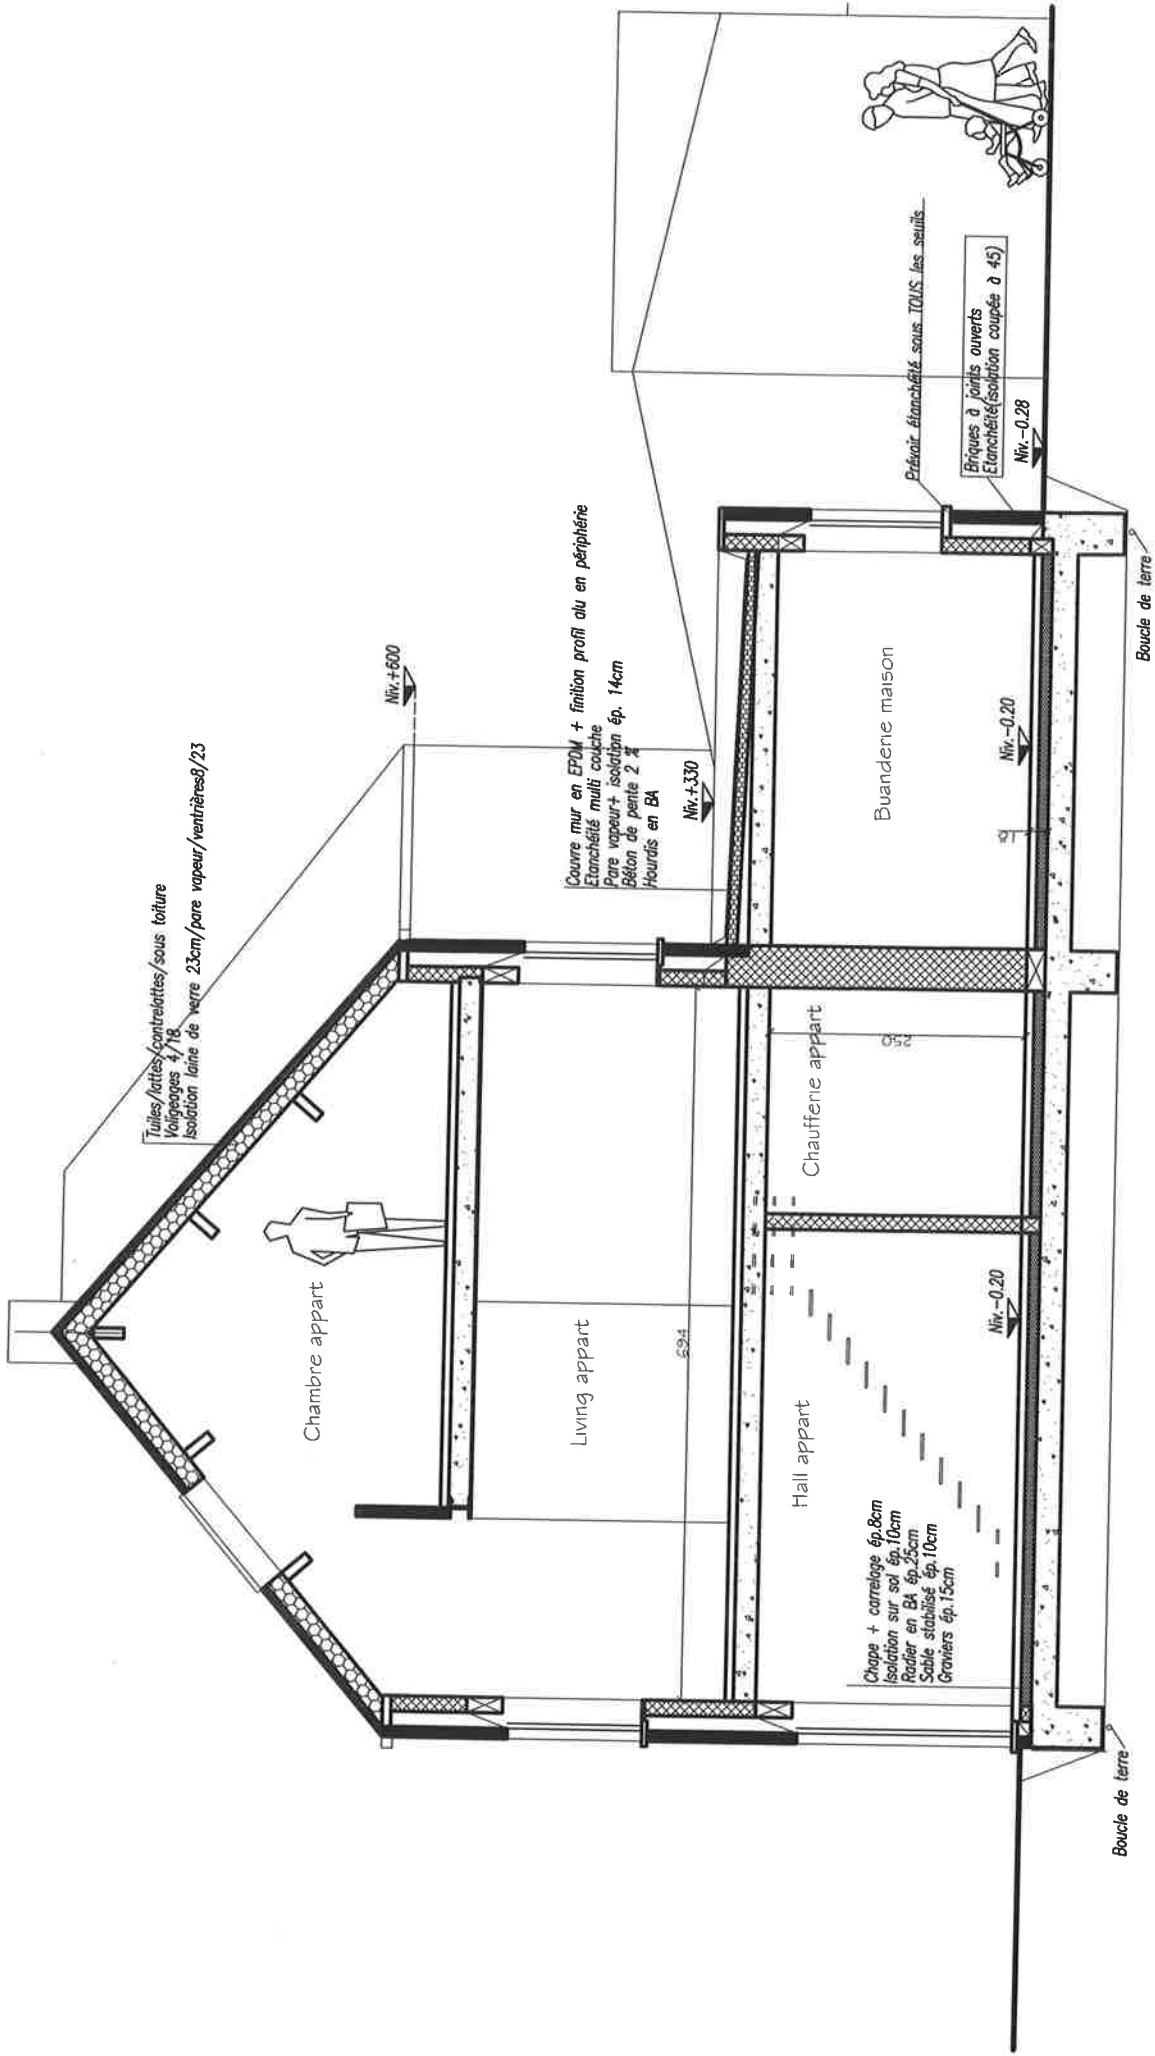 Tuiles/lattes/contrelattes/sous toiture
Voligeages 4/18
Isolation laine de verre 23cm/pare vapeur/ventrières8/23
Niv.+600
Couvre mur en EPDM + finition profil alu en périphérie
Etanchéité multi couche
Pare vapeur+ isolation ép. 14cm
Béton de pente 2 %
Hourdis en BA
Niv.+330
Prévoir étanchéité sous TOUS les seuils
Briques à joints ouverts
Etanchéité(isolation coupée à 45)
Niv.-0.28
Chambre appart
Living appart
694
Hall appart
Chaufferie appart
250
Buanderie maison
Niv.-0.20
Niv.-0.20
18
Chape + carrelage ép.8cm
Isolation sur sol ép.10cm
Radier en BA ép.25cm
Sable stabilisé ép.10cm
Graviers ép.15cm
Boucle de terre
Boucle de terre